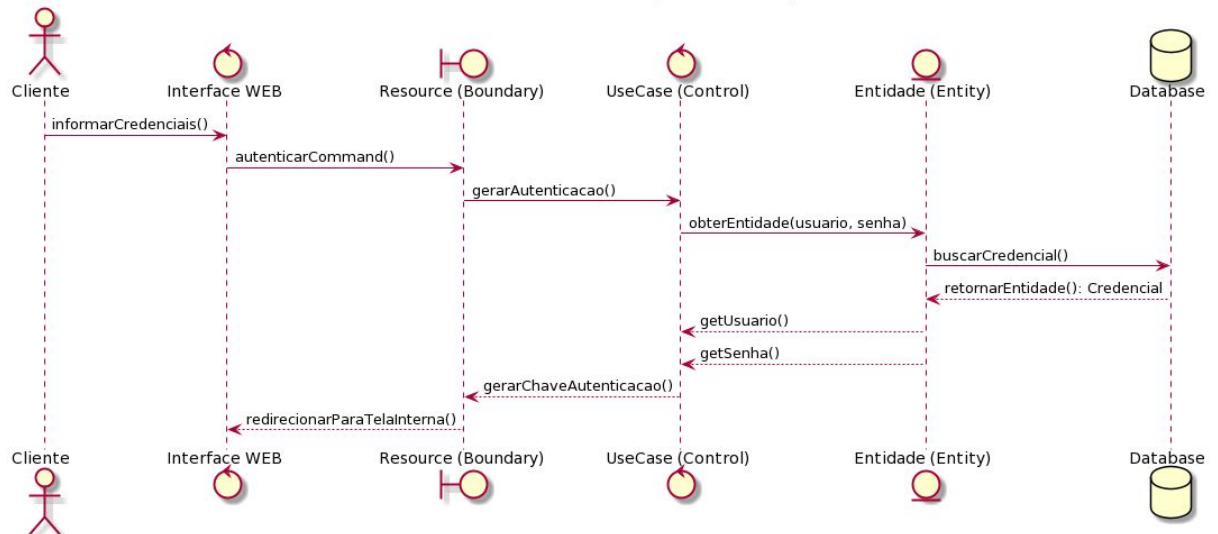 Cliente
Interface WEB
Resource (Boundary)
UseCase (Control)
Entidade (Entity)
Database
informarCredenciais()
autenticarCommand()
gerarAutenticacao()
obterEntidade(usuario, senha)
buscarCredencial()
retornarEntidade(): Credencial
getUsuario()
getSenha()
gerarChaveAutenticacao()
redirecionarParaTelaInterna()
Cliente
Interface WEB
Resource (Boundary)
UseCase (Control)
Entidade (Entity)
Database